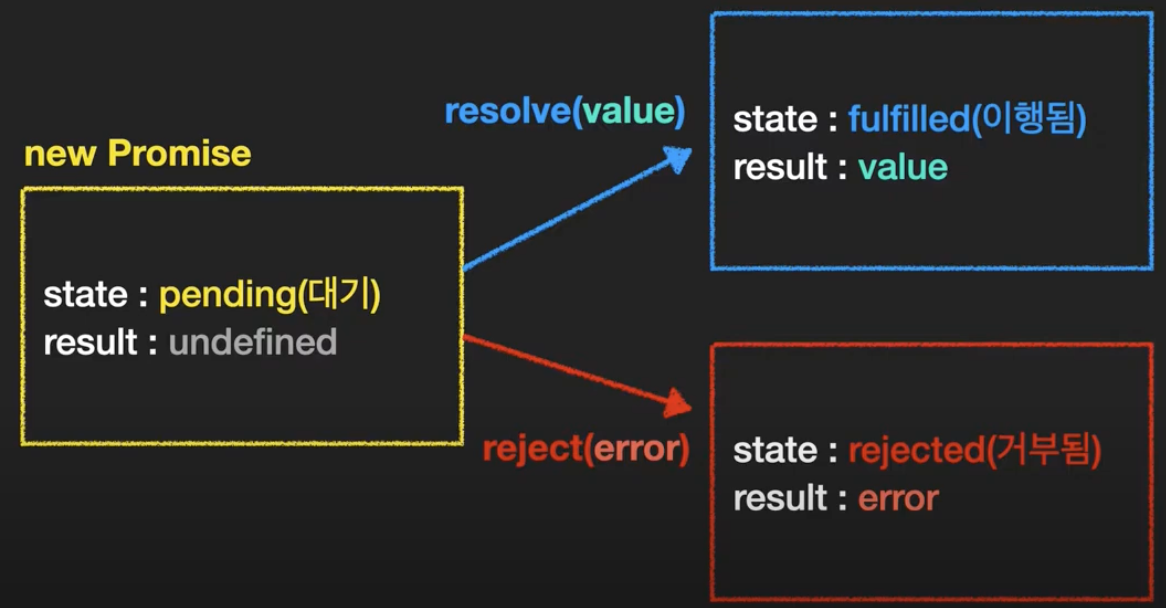 new Promise
state : pending(대기)
result : undefined
resolve(value)
state : fulfilled(이행됨)
result : value
reject(error)
state : rejected(거부됨)
result : error